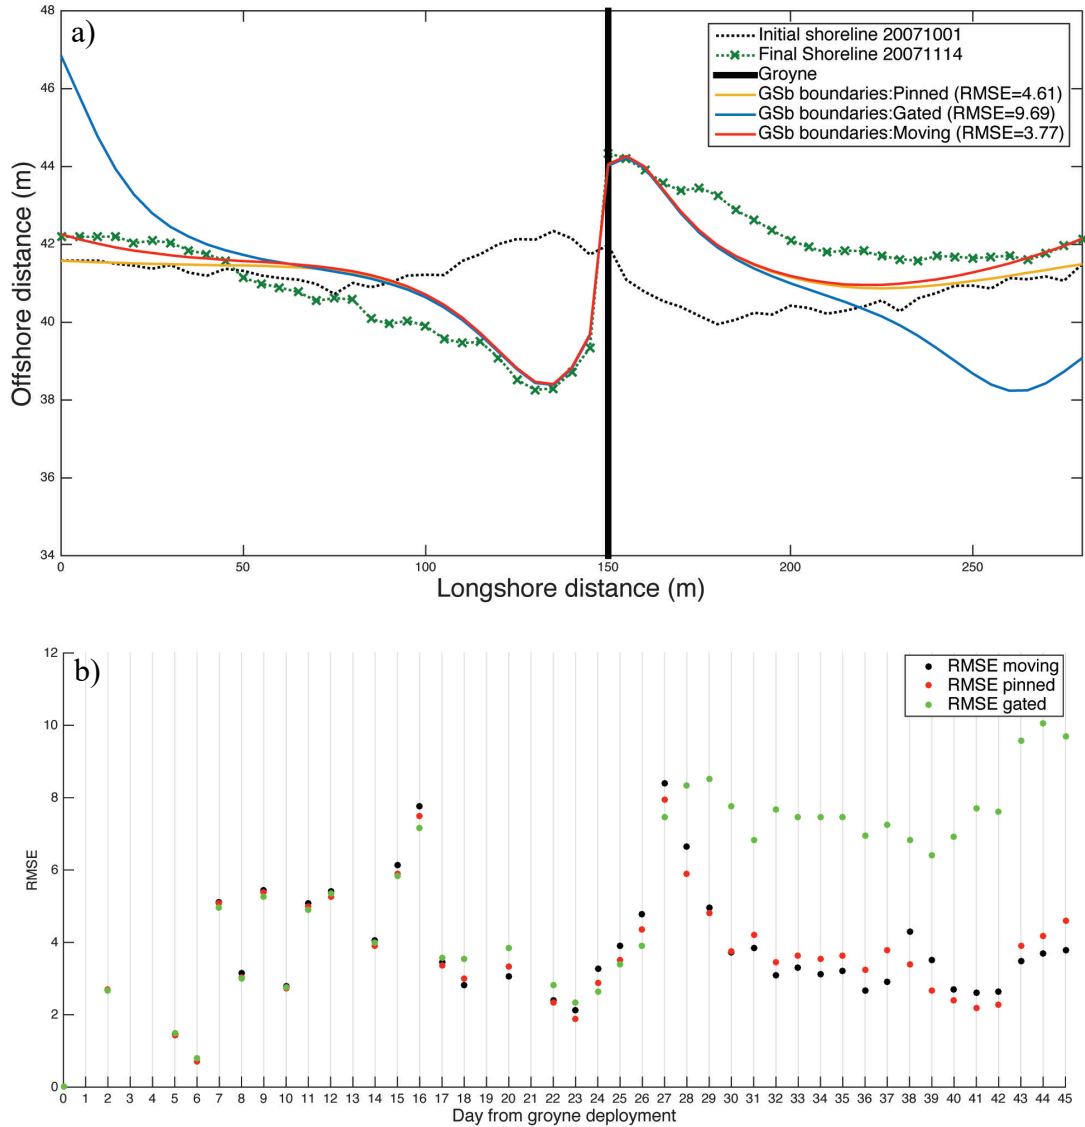 a)
48
46
44
42
40
38
36
34
Offshore distance (m)
Initial shoreline 20071001
Final Shoreline 20071114
Groyne
GSb boundaries:Pinned (RMSE=4.61)
GSb boundaries:Gated (RMSE=9.69)
GSb boundaries:Moving (RMSE=3.77)
0 50 100 150 200 250
Longshore distance (m)
b)
12
10
8
6
4
2
0
RMSE
RMSE moving
RMSE pinned
RMSE gated
0 1 2 2 5 6 7 8 9 10 11 12 13 14 15 16 17 18 19 20 21 22 23 24 25 26 27 28 29 30 31 32 33 34 35 36 37 38 39 40 41 42 43 44 45
Day from groyne deployment